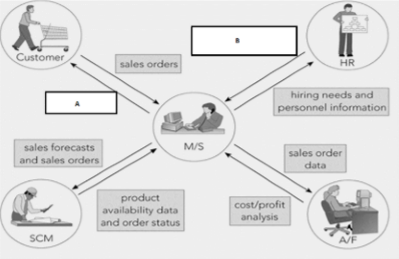 B
Customer
HR
sales orders
A
hiring needs and
personnel information
M/S
sales forecasts
and sales orders
sales order
data
product
availability data
and order status
cost/profit
analysis
SCM
A/F